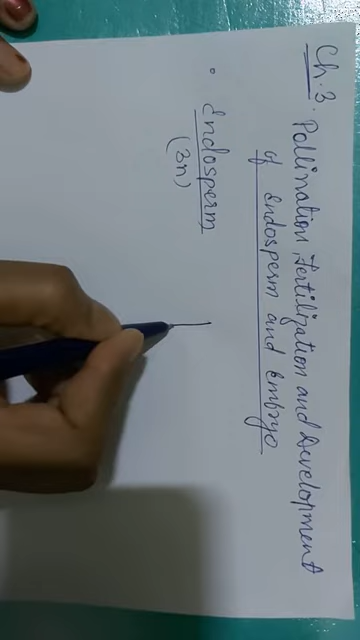 Ch.3. Pollination, Fertilization and Development
of Endosperm and Embryo
• Endosperm
(3n)